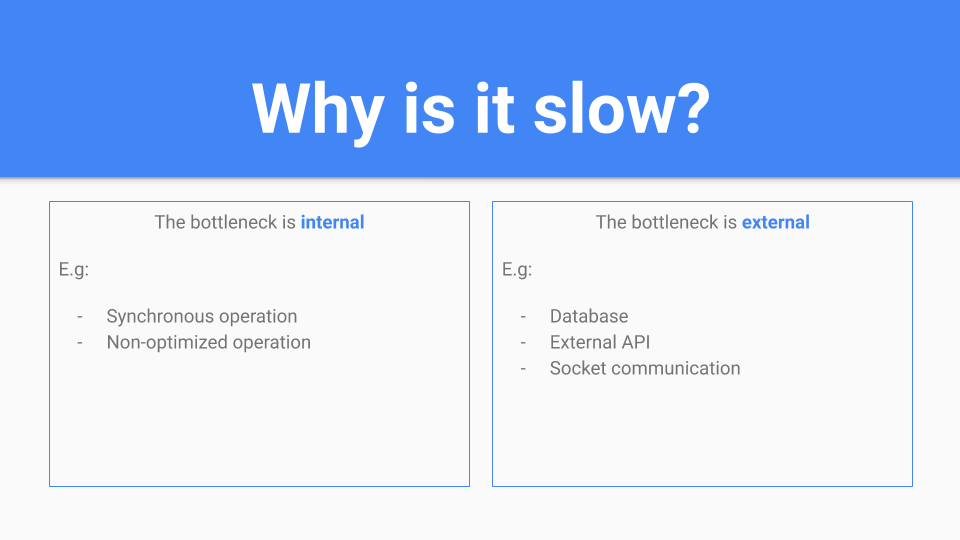 Why is it slow?
The bottleneck is internal
E.g:
- Synchronous operation
- Non-optimized operation
The bottleneck is external
E.g:
- Database
- External API
- Socket communication